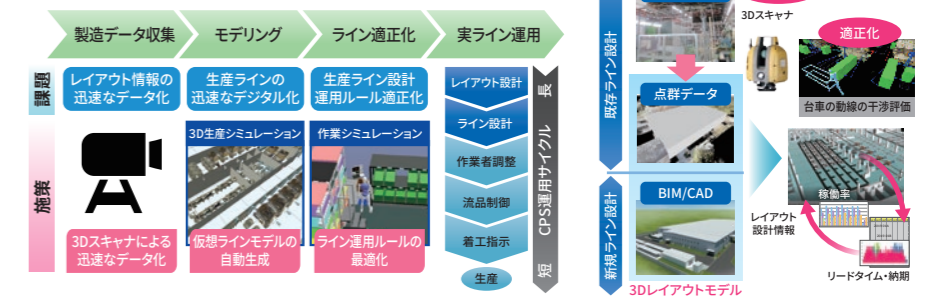 製造データ収集
モデリング
ライン適正化
実ライン運用
課題
レイアウト情報の
迅速なデータ化
生産ラインの
迅速なデジタル化
生産ライン設計
運用ルール適正化
施策
3Dスキャナによる
迅速なデータ化
3D生産シミュレーション
仮想ラインモデルの
自動生成
作業シミュレーション
ライン運用ルールの
最適化
レイアウト設計
ライン設計
作業者調整
流品制御
着工指示
生産
長
CPS運用サイクル
短
既存ライン設計
新規ライン設計
点群データ
BIM/CAD
3Dレイアウトモデル
3Dスキャナ
適正化
台車の動線の干渉評価
稼働率
レイアウト
設計情報
リードタイム・納期